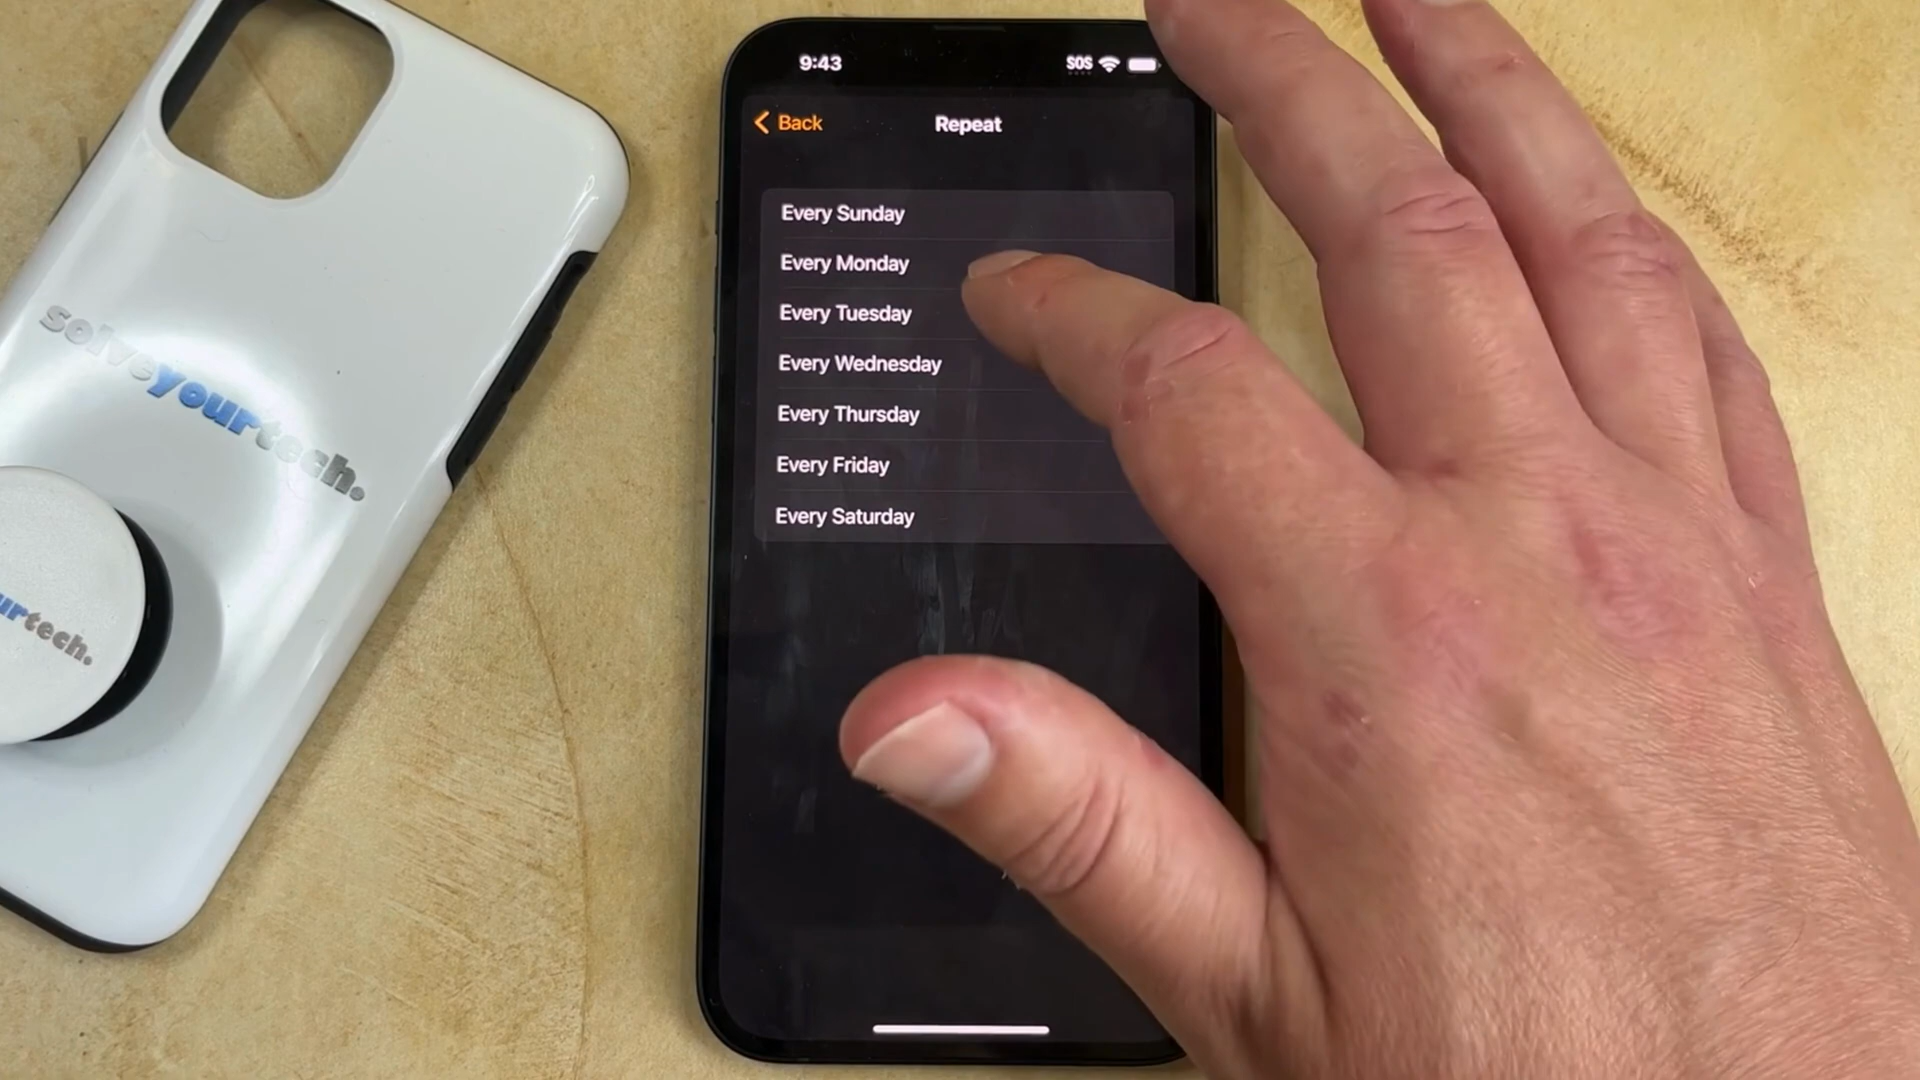 9:43
SOS
Back
Repeat
Every Sunday
Every Monday
Every Tuesday
Every Wednesday
Every Thursday
Every Friday
Every Saturday
solveyourtech.
urtech.